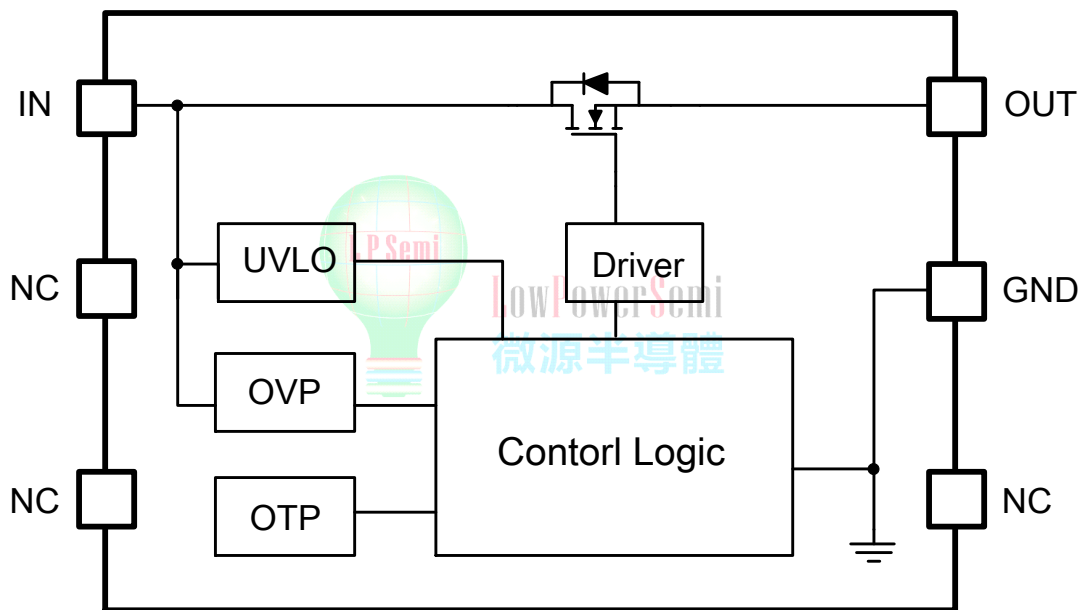 IN
OUT
UVLO
L P Semi
Driver
NC
GND
LowPowerSemi
微源半導體
OVP
Contorl Logic
NC
OTP
NC